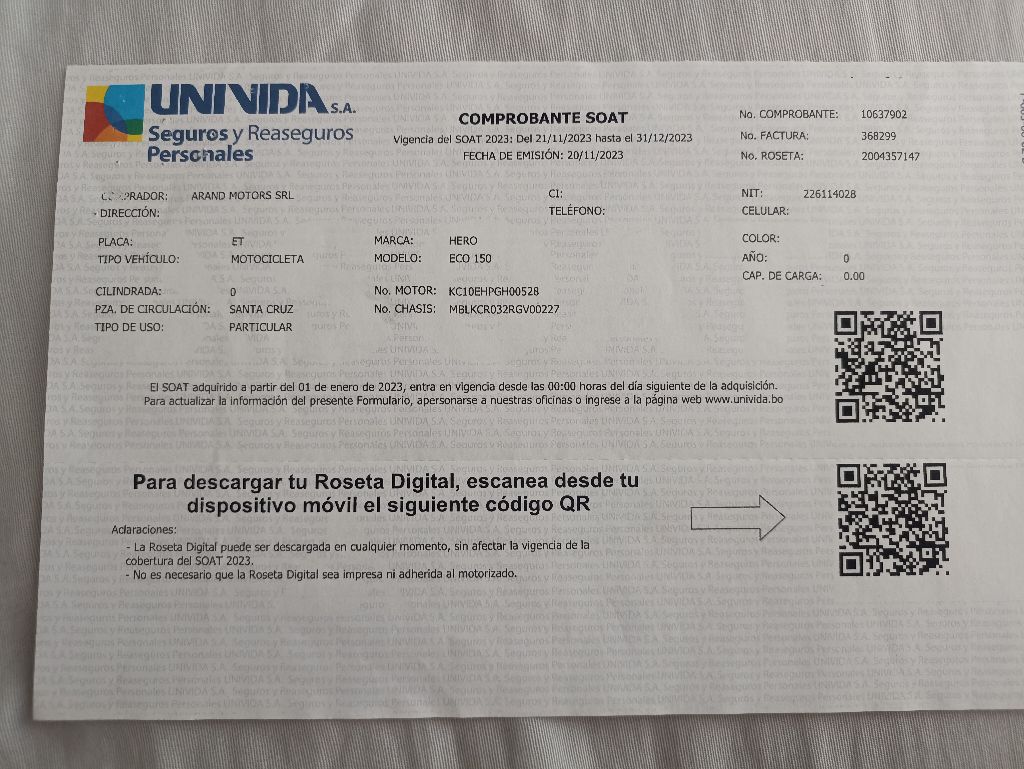 UNIVIDA S.A.
Seguros y Reaseguros
Personales
COMPROBANTE SOAT
Vigencia del SOAT 2023: Del 21/11/2023 hasta el 31/12/2023
FECHA DE EMISIÓN: 20/11/2023
No. COMPROBANTE: 10637902
No. FACTURA: 368299
No. ROSETA: 2004357147
PRADOR: ARAND MOTORS SRL CI: NIT: 226114028
DIRECCIÓN: TELÉFONO: CELULAR:
PLACA: ET MARCA: HERO COLOR:
TIPO VEHÍCULO: MOTOCICLETA MODELO: ECO 150 AÑO: 0
CAP. DE CARGA: 0.00
CILINDRADA: 0 No. MOTOR: KC10EHPGH00528
PZA. DE CIRCULACIÓN: SANTA CRUZ No. CHASIS: MBLKCR032RGV00227
TIPO DE USO: PARTICULAR
El SOAT adquirido a partir del 01 de enero de 2023, entra en vigencia desde las 00:00 horas del día siguiente de la adquisición.
Para actualizar la información del presente Formulario, apersonarse a nuestras oficinas o ingrese a la página web www.univida.bo
Para descargar tu Roseta Digital, escanea desde tu
dispositivo móvil el siguiente código QR
Aclaraciones:
- La Roseta Digital puede ser descargada en cualquier momento, sin afectar la vigencia de la
cobertura del SOAT 2023.
- No es necesario que la Roseta Digital sea impresa ni adherida al motorizado.